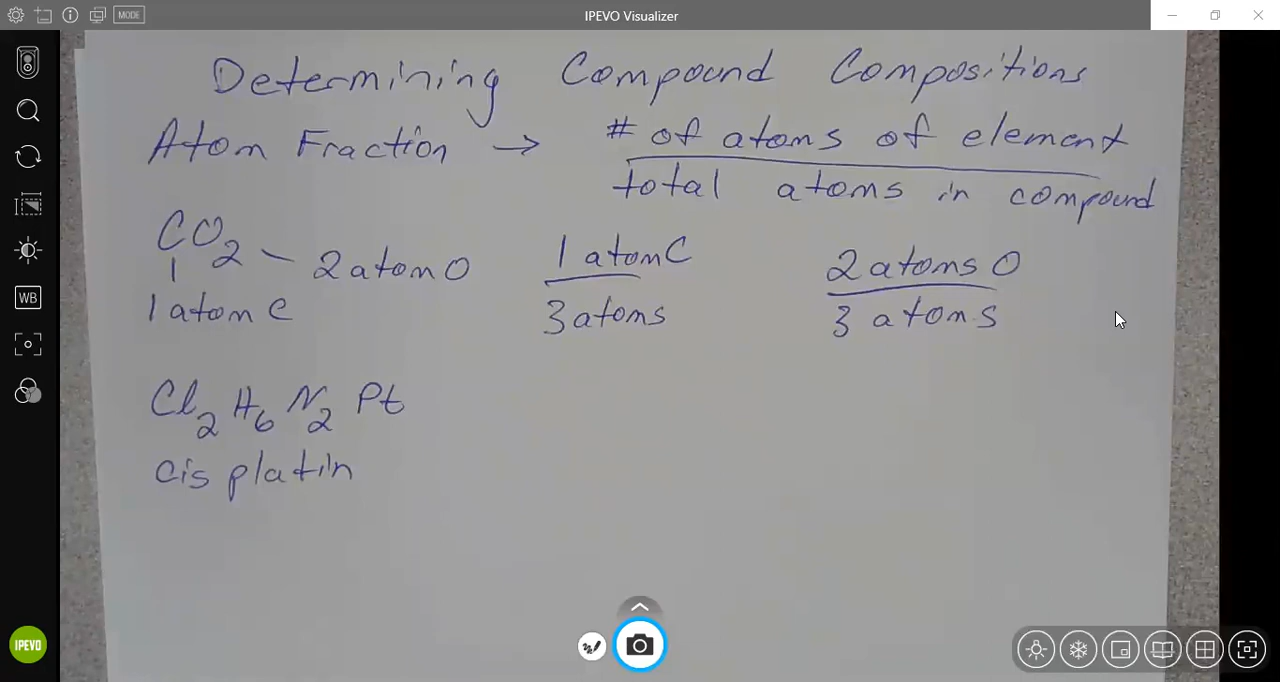 IPEVO Visualizer
MODE
Determining Compound Compositions
Atom Fraction → # of atoms of element
total atoms in compound
CO2 – 2 atom O
1 atom C
1 atom C
3 atoms
2 atoms O
3 atoms
Cl2 H6 N2 Pt
cis platin
WB
IPEVO